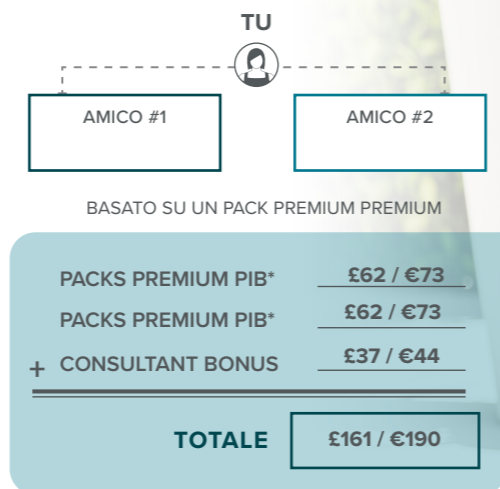 TU
AMICO #1 AMICO #2
BASATO SU UN PACK PREMIUM PREMIUM
PACKS PREMIUM PIB* £62 / €73
PACKS PREMIUM PIB* £62 / €73
+ CONSULTANT BONUS £37 / €44
TOTALE £161 / €190